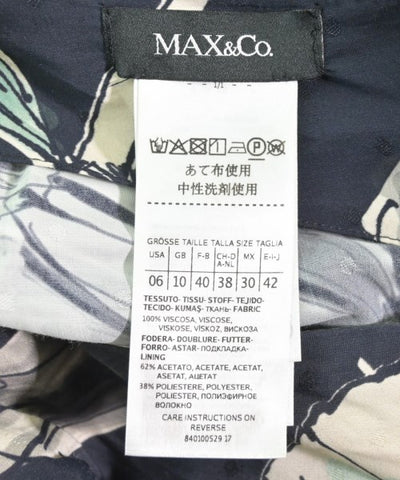 MAX&Co.
1/1
あて布使用
中性洗剤使用
GRÖSSE TAILLE TALLA SIZE TAGLIA
USA GB F-B CH-D A-NL MX E-I-J
06 10 40 38 30 42
TESSUTO- TISSU- STOFF- TEJIDO-
TECIDO- KUMAŞ- ТКАНЬ- FABRIC
100% VISCOSA, VISCOSE,
VISKOSE, VISKOZ, ВИСКОЗА
FODERA- DOUBLURE- FUTTER-
FORRO- ASTAR- ПОДКЛАДКА-
LINING
62% ACETATO, ACETATE, ACETAT,
ASETAT, АЦЕТАТ
38% POLIESTERE, POLYESTER,
POLIESTER, ПОЛИЭФИРНОЕ
ВОЛОКНО
CARE INSTRUCTIONS ON
REVERSE
840100529 17